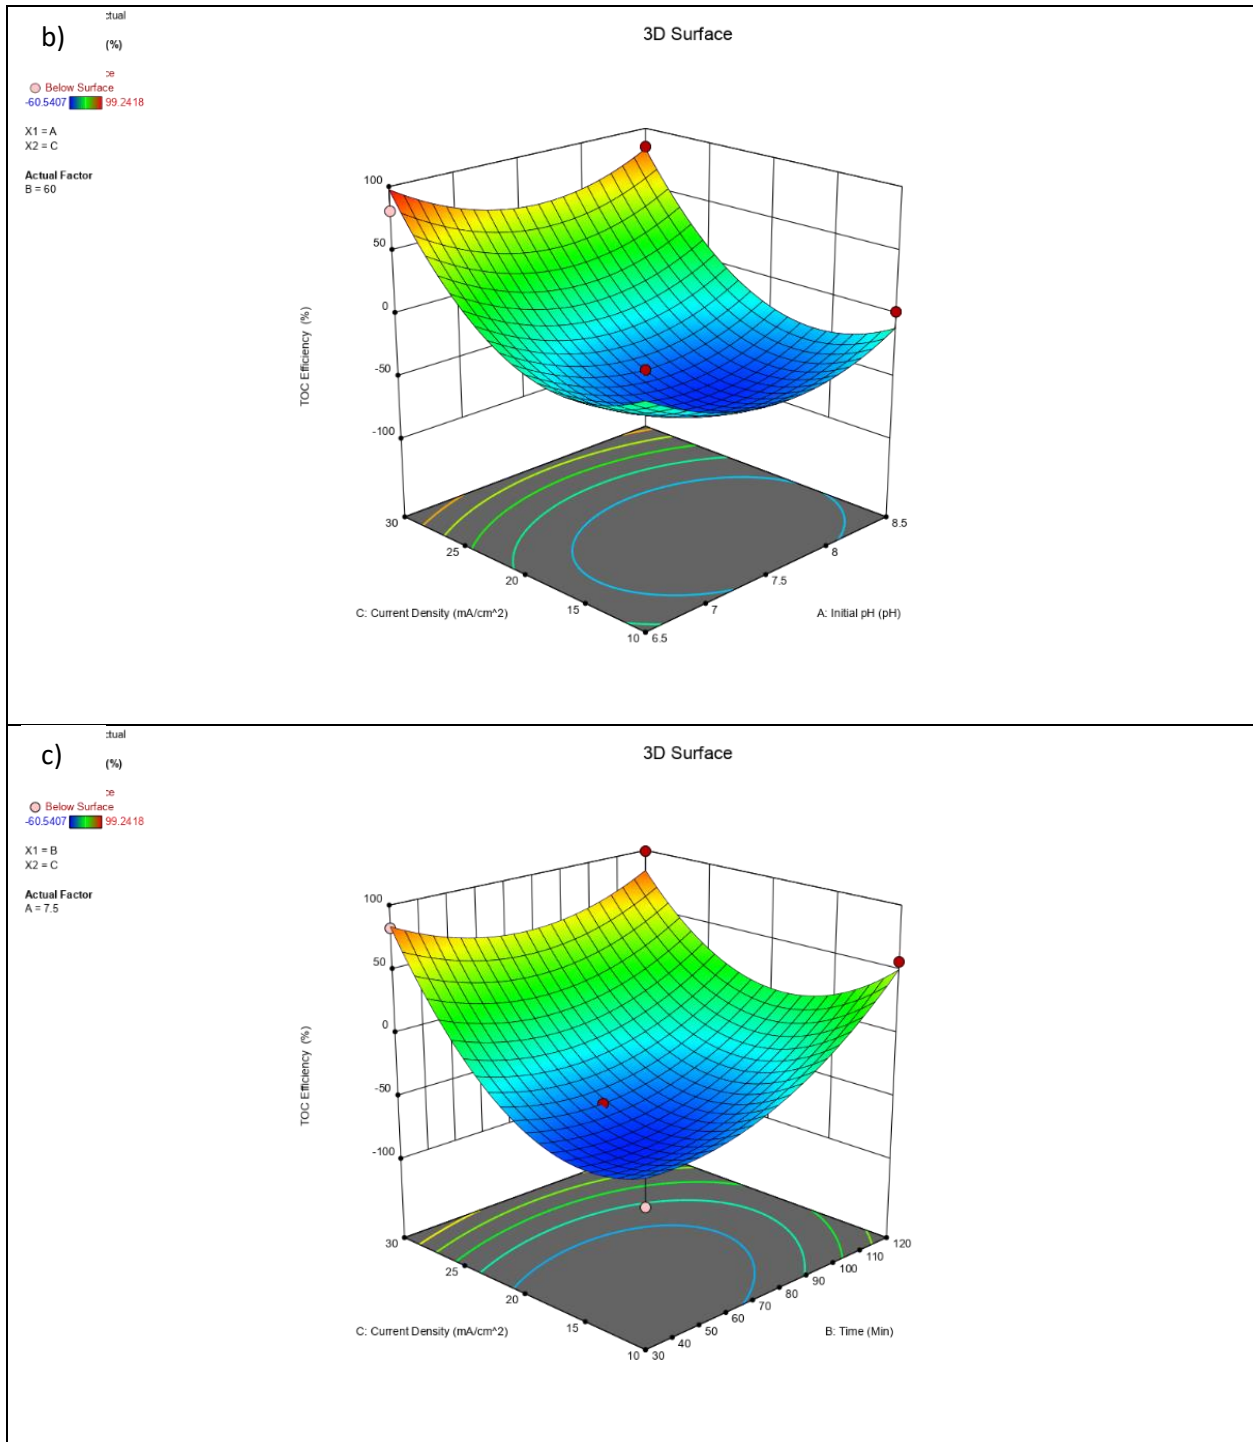 b)
3D Surface
(%)
Below Surface
-60.5407 99.2418
X1 = A
X2 = C
Actual Factor
B = 60
100
50
0
-50
-100
TOC Efficiency (%)
30
25
20
15
10
C: Current Density (mA/cm^2)
6.5
7
7.5
8
8.5
A: Initial pH (pH)
c)
3D Surface
(%)
Below Surface
-60.5407 99.2418
X1 = B
X2 = C
Actual Factor
A = 7.5
100
50
0
-50
-100
TOC Efficiency (%)
30
25
20
15
10
C: Current Density (mA/cm^2)
30
40
50
60
70
80
90
100
110
120
B: Time (Min)